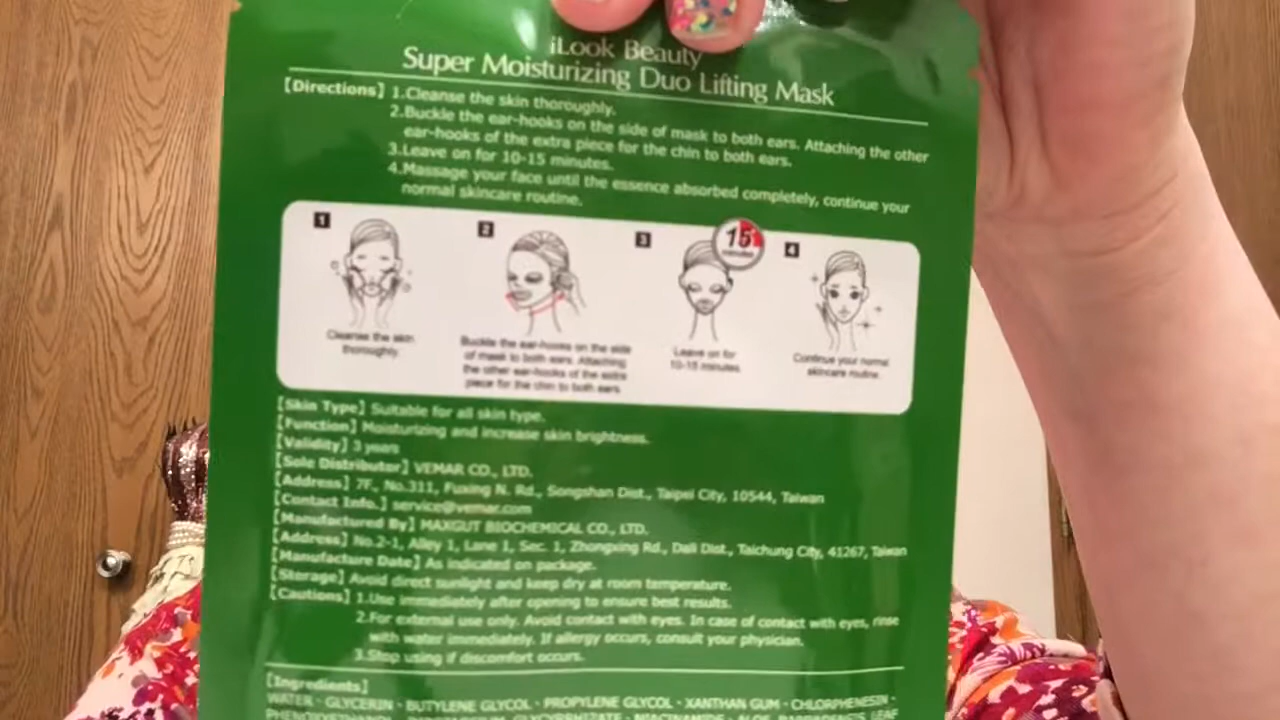 iLook Beauty
Super Moisturizing Duo Lifting Mask
【Directions】 1.Cleanse the skin thoroughly.
2.Buckle the ear-hooks on the side of mask to both ears. Attaching the other
ear-hooks of the extra piece for the chin to both ears.
3.Leave on for 10-15 minutes.
4.Massage your face until the essence absorbed completely, continue your
normal skincare routine.
1
2
3
15
minutes
4
Cleanse the skin
thoroughly.
Buckle the ear-hooks on the side
of mask to both ears. Attaching
the other ear-hooks of the extra
piece for the chin to both ears
Leave on for
10-15 minutes.
Continue your normal
skincare routine.
【Skin Type】 Suitable for all skin type.
【Function】 Moisturizing and increase skin brightness.
【Validity】 3 years
【Sole Distributor】 VEMAR CO., LTD.
【Address】 7F., No.311, Fuxing N. Rd., Songshan Dist., Taipei City, 10544, Taiwan
【Contact Info.】 service@vemar.com
【Manufactured By】 MAXIGUT BIOCHEMICAL CO., LTD.
【Address】 No.2-1, Alley 1, Lane 1, Sec. 1, Zhongxing Rd., Dali Dist., Taichung City, 41267, Taiwan
【Manufacture Date】 As indicated on package.
【Storage】 Avoid direct sunlight and keep dry at room temperature.
【Cautions】 1.Use immediately after opening to ensure best results.
2.For external use only. Avoid contact with eyes. In case of contact with eyes, rinse
with water immediately. If allergy occurs, consult your physician.
3.Stop using if discomfort occurs.
【Ingredients】
WATER · GLYCERIN · BUTYLENE GLYCOL · PROPYLENE GLYCOL · XANTHAN GUM · CHLORPHENESIN ·
PHENOXYETHANOL · DIPOTASSIUM GLYCYRRHIZATE · NIACINAMIDE · ALOE BARBADENSIS LEAF